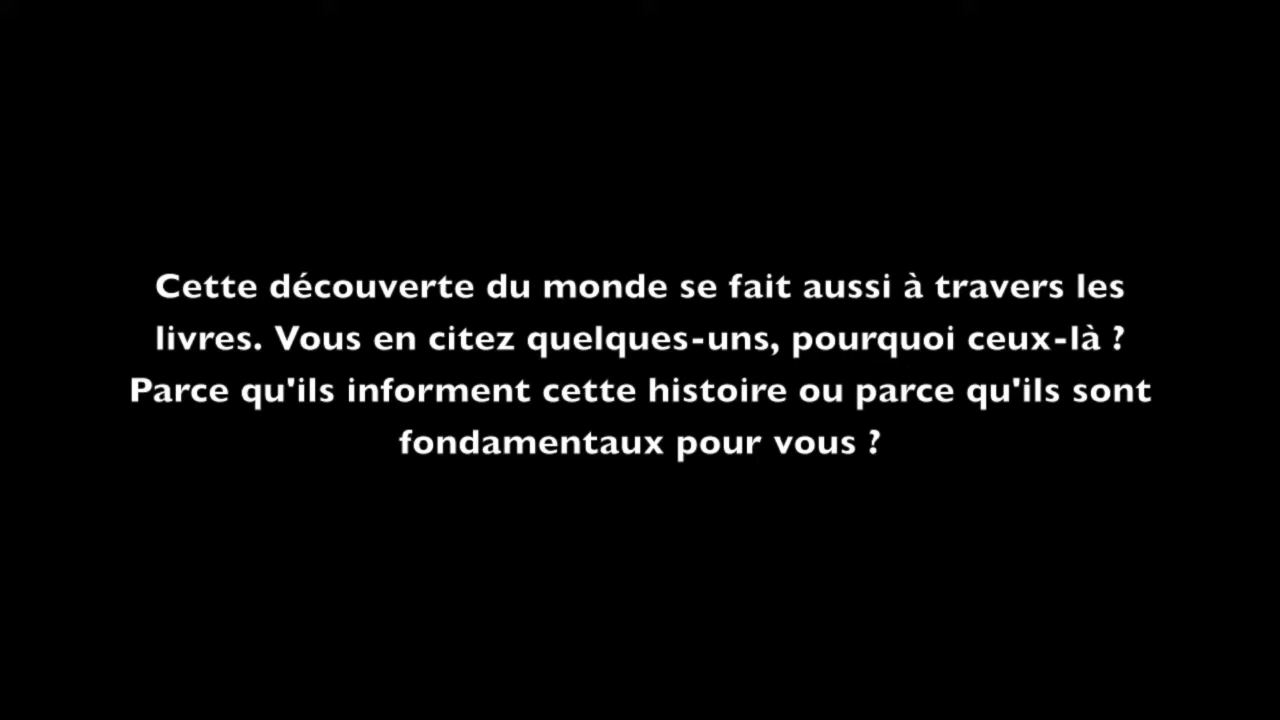 Cette découverte du monde se fait aussi à travers les
livres. Vous en citez quelques-uns, pourquoi ceux-là ?
Parce qu'ils informent cette histoire ou parce qu'ils sont
fondamentaux pour vous ?